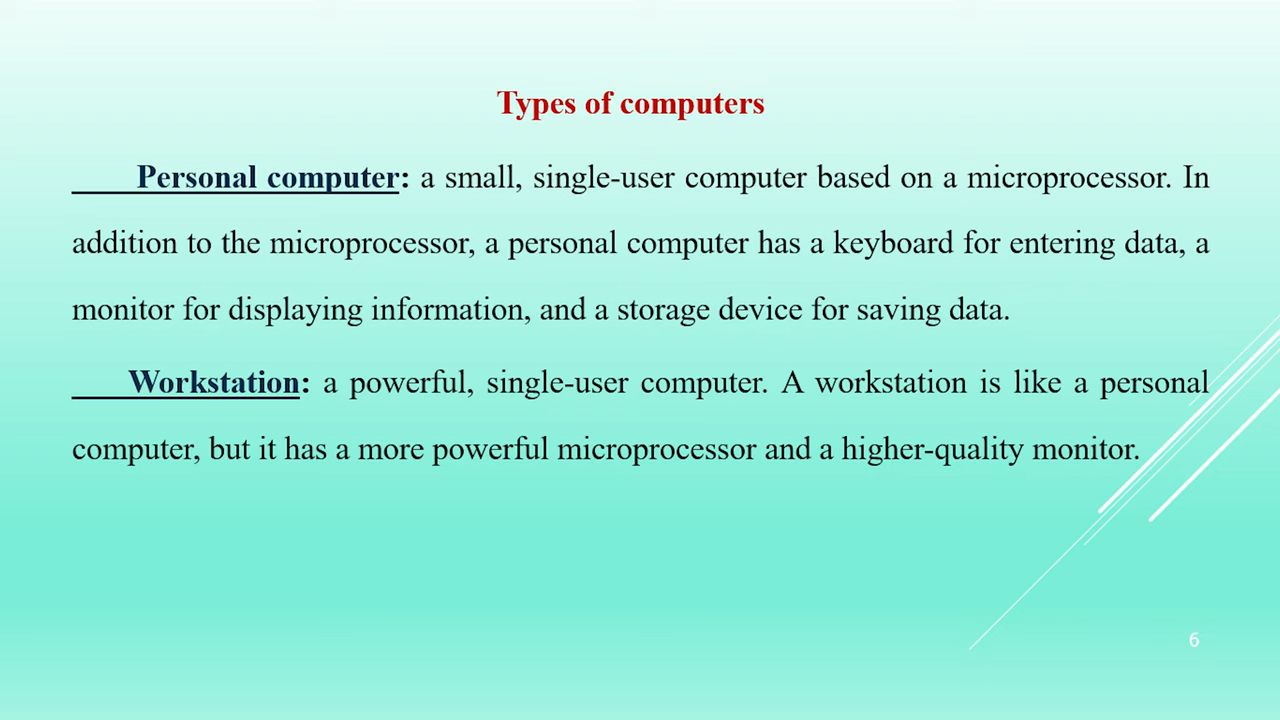 Types of computers
Personal computer: a small, single-user computer based on a microprocessor. In
addition to the microprocessor, a personal computer has a keyboard for entering data, a
monitor for displaying information, and a storage device for saving data.
Workstation: a powerful, single-user computer. A workstation is like a personal
computer, but it has a more powerful microprocessor and a higher-quality monitor.
6